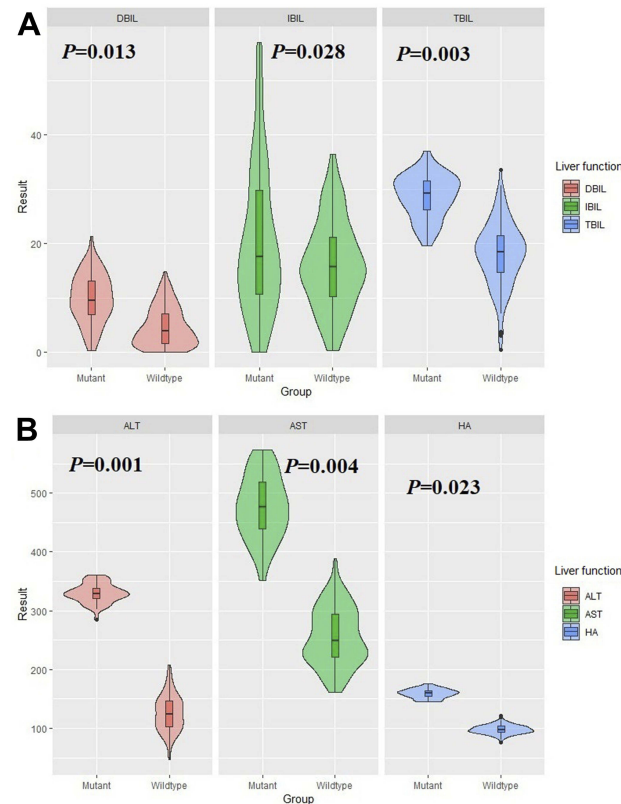 A
DBIL IBIL TBIL
P=0.013 P=0.028 P=0.003
40
20
0
Result
Mutant Wildtype Mutant Wildtype Mutant Wildtype
Group
Liver function
DBIL
IBIL
TBIL
B
ALT AST HA
P=0.001 P=0.004 P=0.023
500
400
300
200
100
Result
Mutant Wildtype Mutant Wildtype Mutant Wildtype
Group
Liver function
ALT
AST
HA